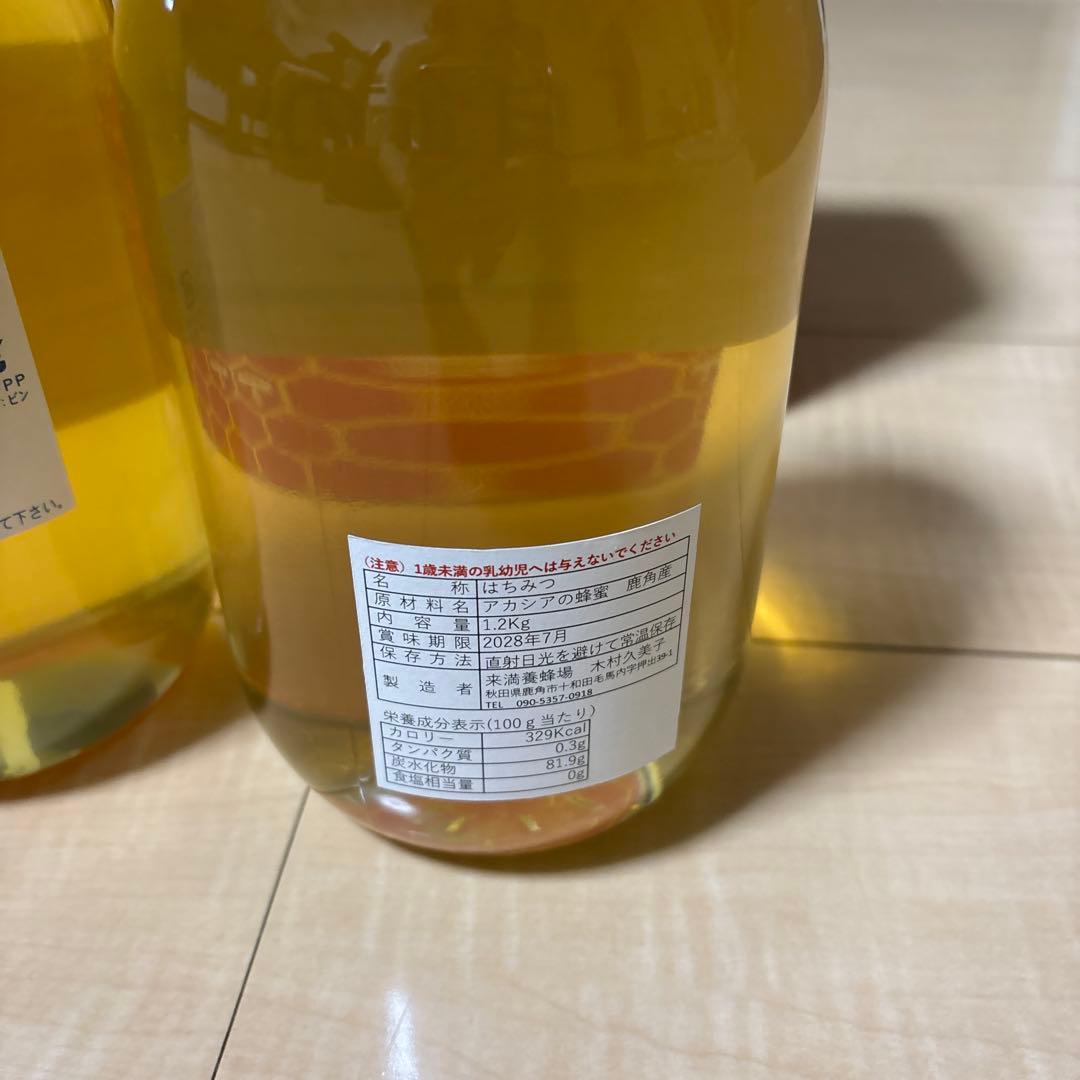 PP
：ビン
て下さい。
（注意）1歳未満の乳幼児へは与えないでください
名 称 はちみつ
原材料名 アカシアの蜂蜜 鹿角産
内容量 1.2Kg
賞味期限 2028年7月
保存方法 直射日光を避けて常温保存
製造者 来満養蜂場 木村久美子
秋田県鹿角市十和田毛馬内字押出39-1
TEL 090-5357-0918
栄養成分表示(100ｇ当たり)
カロリー 329Kcal
タンパク質 0.3g
炭水化物 81.9g
食塩相当量 0g